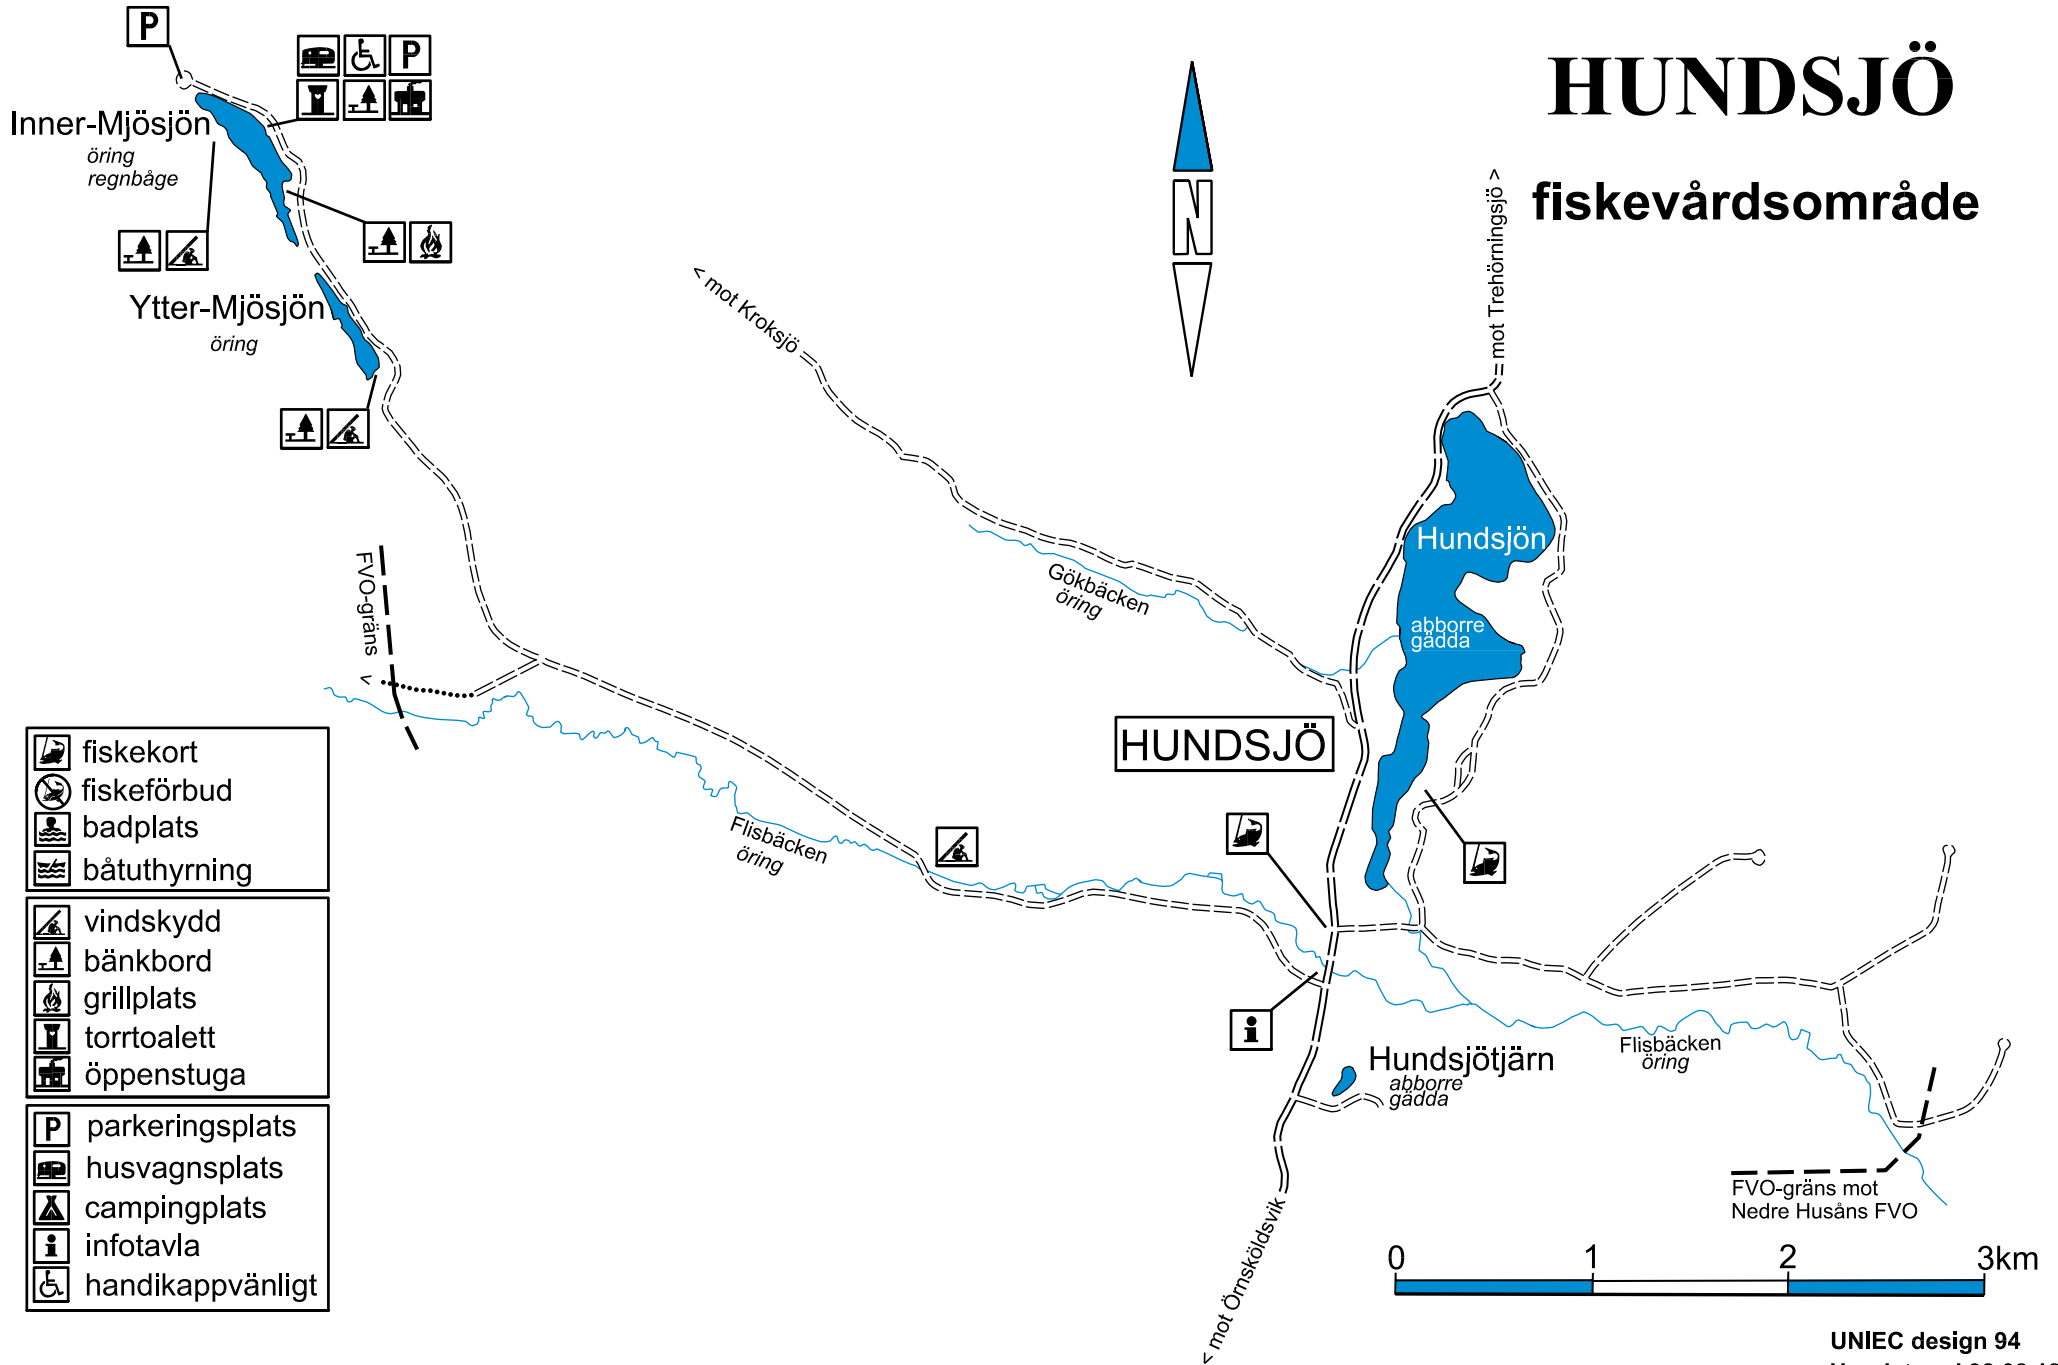 P
P
HUNDSJÖ
fiskevårdsområde
Inner-Mjösjön
öring
regnbåge
N
< mot Kroksjö
mot Trehörningsjö >
Ytter-Mjösjön
öring
Hundsjön
abborre
gädda
FVO-gräns >
Gökbäcken
öring
HUNDSJÖ
Flisbäcken
öring
i
Hundsjötjärn
abborre
gädda
Flisbäcken
öring
FVO-gräns mot
Nedre Husåns FVO
< mot Örnsköldsvik
fiskekort
fiskeförbud
badplats
båtuthyrning
vindskydd
bänkbord
grillplats
torrtoalett
öppenstuga
P parkeringsplats
husvagnsplats
campingplats
i infotavla
handikappvänligt
0 1 2 3km
UNIEC design 94